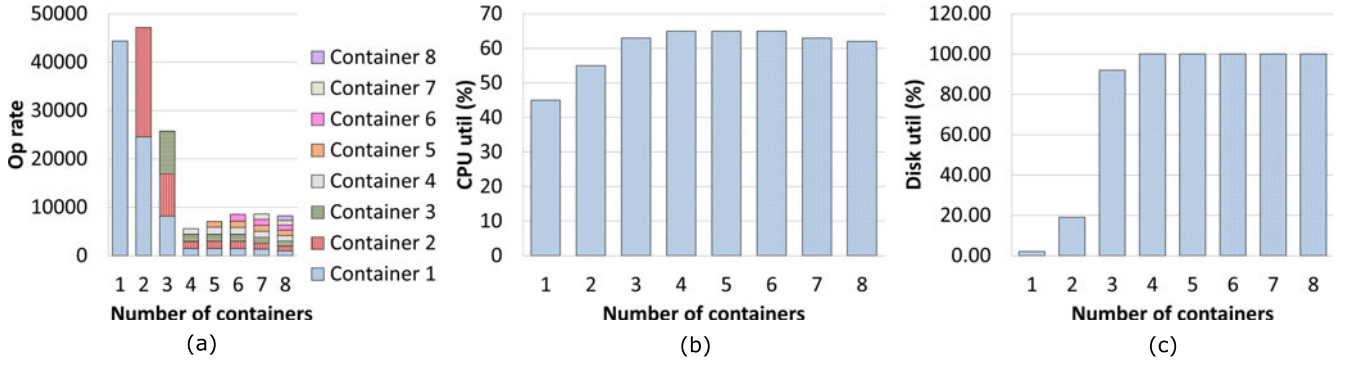 50000
40000
30000
20000
10000
0
Op rate
1 2 3 4 5 6 7 8
Number of containers
(a)
Container 8
Container 7
Container 6
Container 5
Container 4
Container 3
Container 2
Container 1
70
60
50
40
30
20
10
0
CPU util (%)
1 2 3 4 5 6 7 8
Number of containers
(b)
120.00
100.00
80.00
60.00
40.00
20.00
0.00
Disk util (%)
1 2 3 4 5 6 7 8
Number of containers
(c)